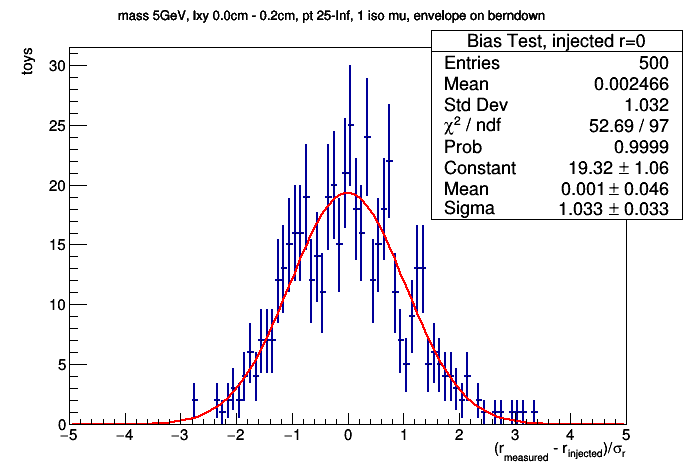 mass 5GeV, lxy 0.0cm - 0.2cm, pt 25-Inf, 1 iso mu, envelope on berndown
Bias Test, injected r=0
Entries 500
Mean 0.002466
Std Dev 1.032
χ² / ndf 52.69 / 97
Prob 0.9999
Constant 19.32 ± 1.06
Mean 0.001 ± 0.046
Sigma 1.033 ± 0.033
toys
30
25
20
15
10
5
0
−5 −4 −3 −2 −1 0 1 2 3 4 5
(r_measured - r_injected)/σ_r